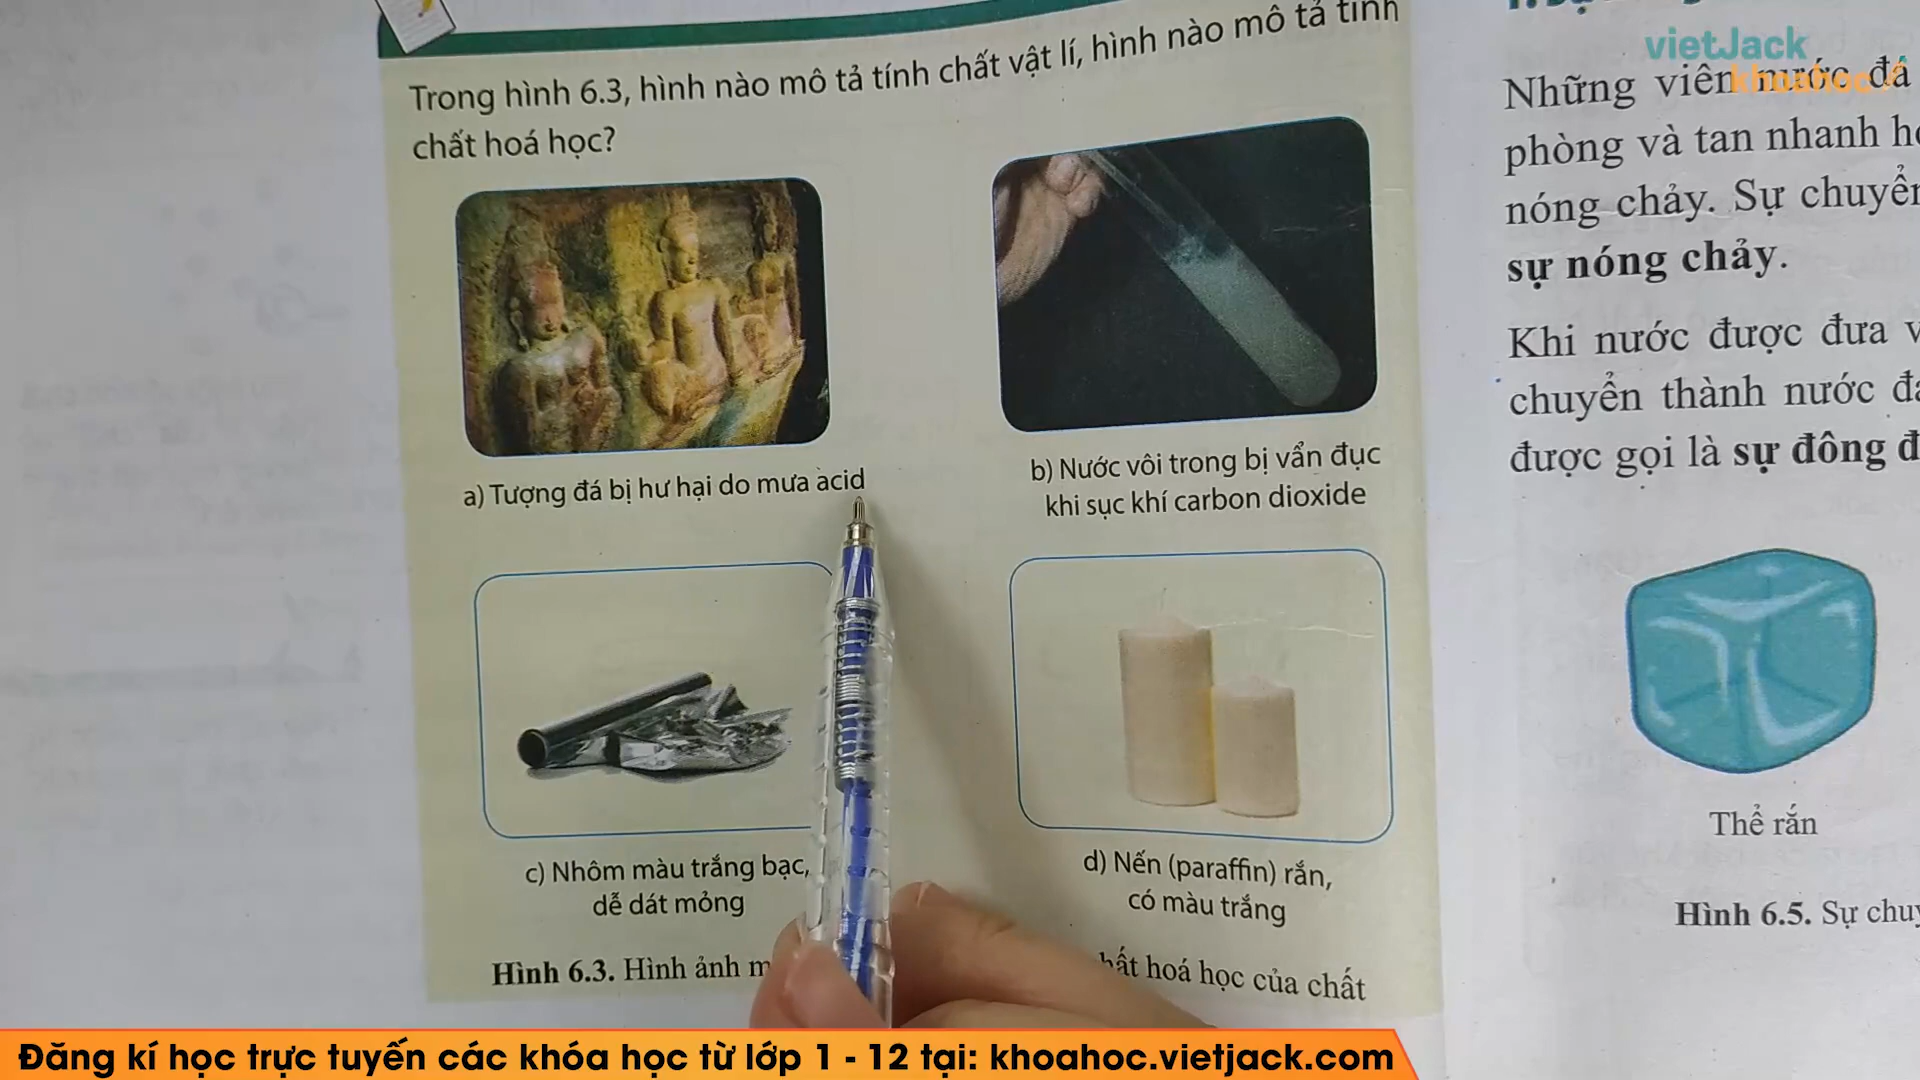 Trong hình 6.3, hình nào mô tả tính chất vật lí, hình nào mô tả tính
chất hoá học?
a) Tượng đá bị hư hại do mưa acid
b) Nước vôi trong bị vẩn đục
khi sục khí carbon dioxide
c) Nhôm màu trắng bạc,
dễ dát mỏng
d) Nến (paraffin) rắn,
có màu trắng
Hình 6.3. Hình ảnh
hoá học của chất
vietJack
khoahoc
Những viên nước đá
phòng và tan nhanh
nóng chảy. Sự chuyển
sự nóng chảy.
Khi nước được đưa
chuyển thành nước
được gọi là sự đông
Thể rắn
Hình 6.5. Sự
Đăng kí học trực tuyến các khóa học từ lớp 1 - 12 tại: khoahoc.vietjack.com